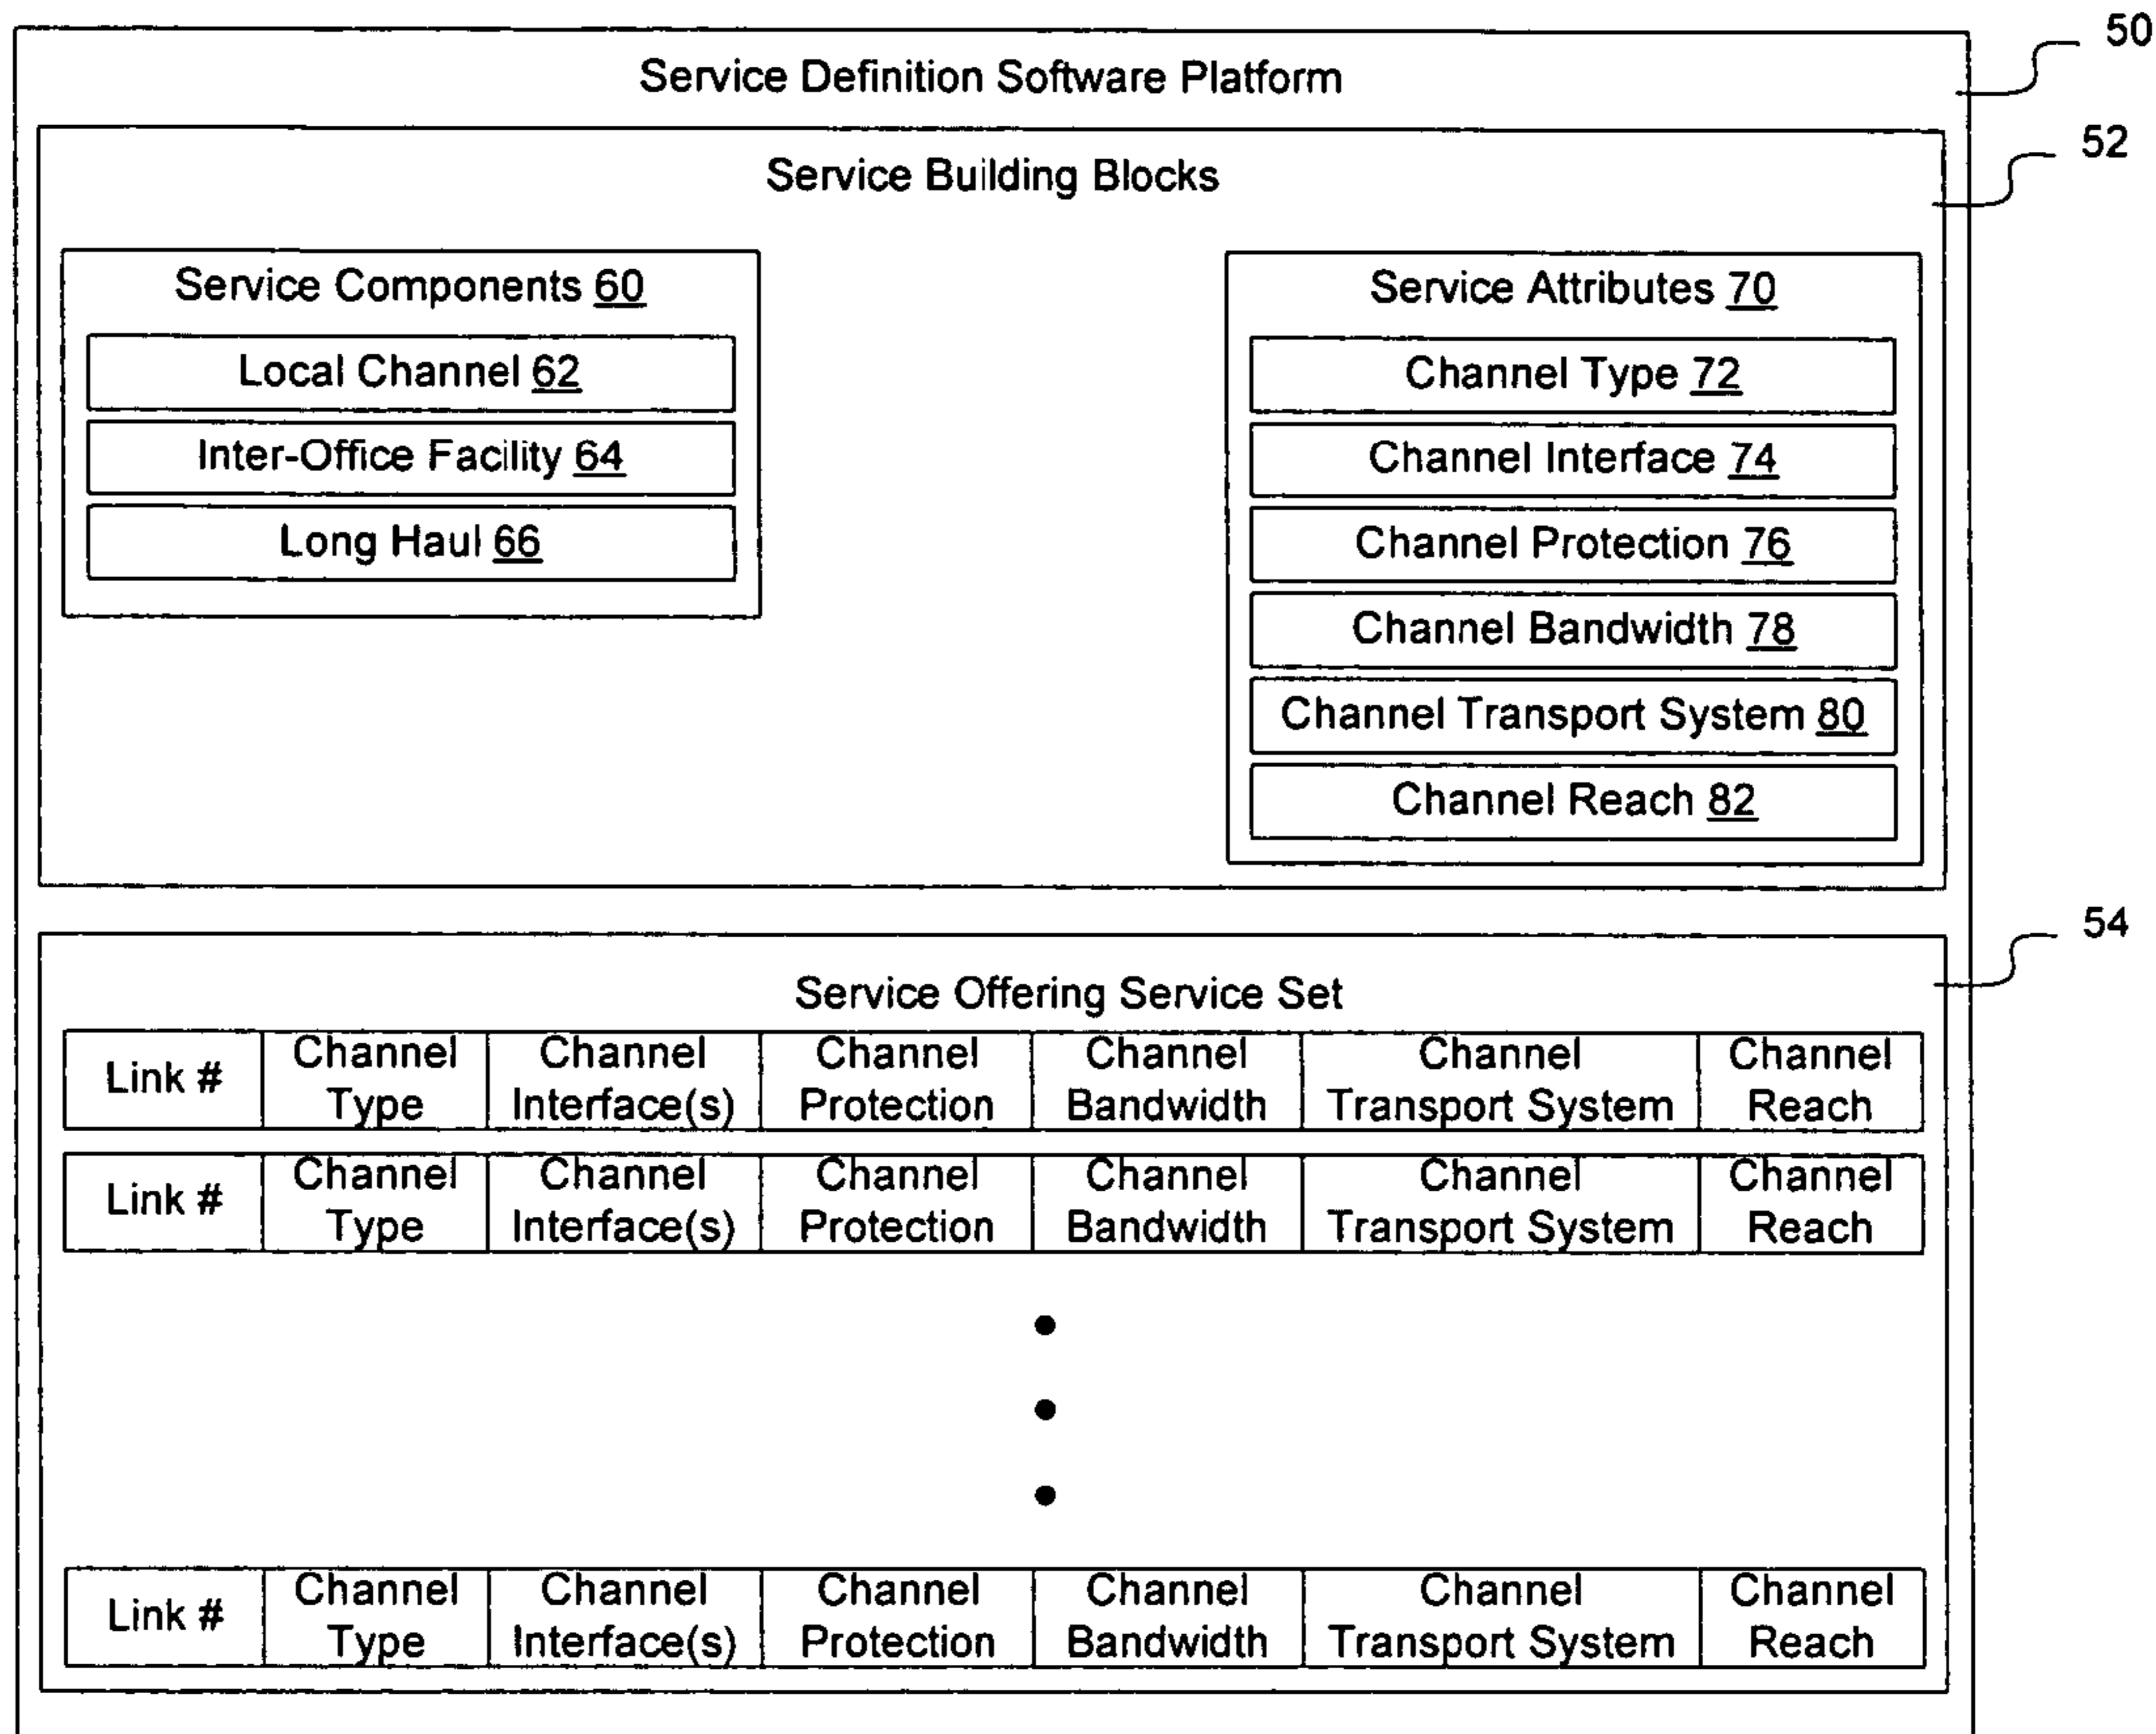 50
Service Definition Software Platform
52
Service Building Blocks
Service Components 60
Local Channel 62
Inter-Office Facility 64
Long Haul 66
Service Attributes 70
Channel Type 72
Channel Interface 74
Channel Protection 76
Channel Bandwidth 78
Channel Transport System 80
Channel Reach 82
54
Service Offering Service Set
Link #
Channel
Type
Channel
Interface(s)
Channel
Protection
Channel
Bandwidth
Channel
Transport System
Channel
Reach
Link #
Channel
Type
Channel
Interface(s)
Channel
Protection
Channel
Bandwidth
Channel
Transport System
Channel
Reach
Link #
Channel
Type
Channel
Interface(s)
Channel
Protection
Channel
Bandwidth
Channel
Transport System
Channel
Reach